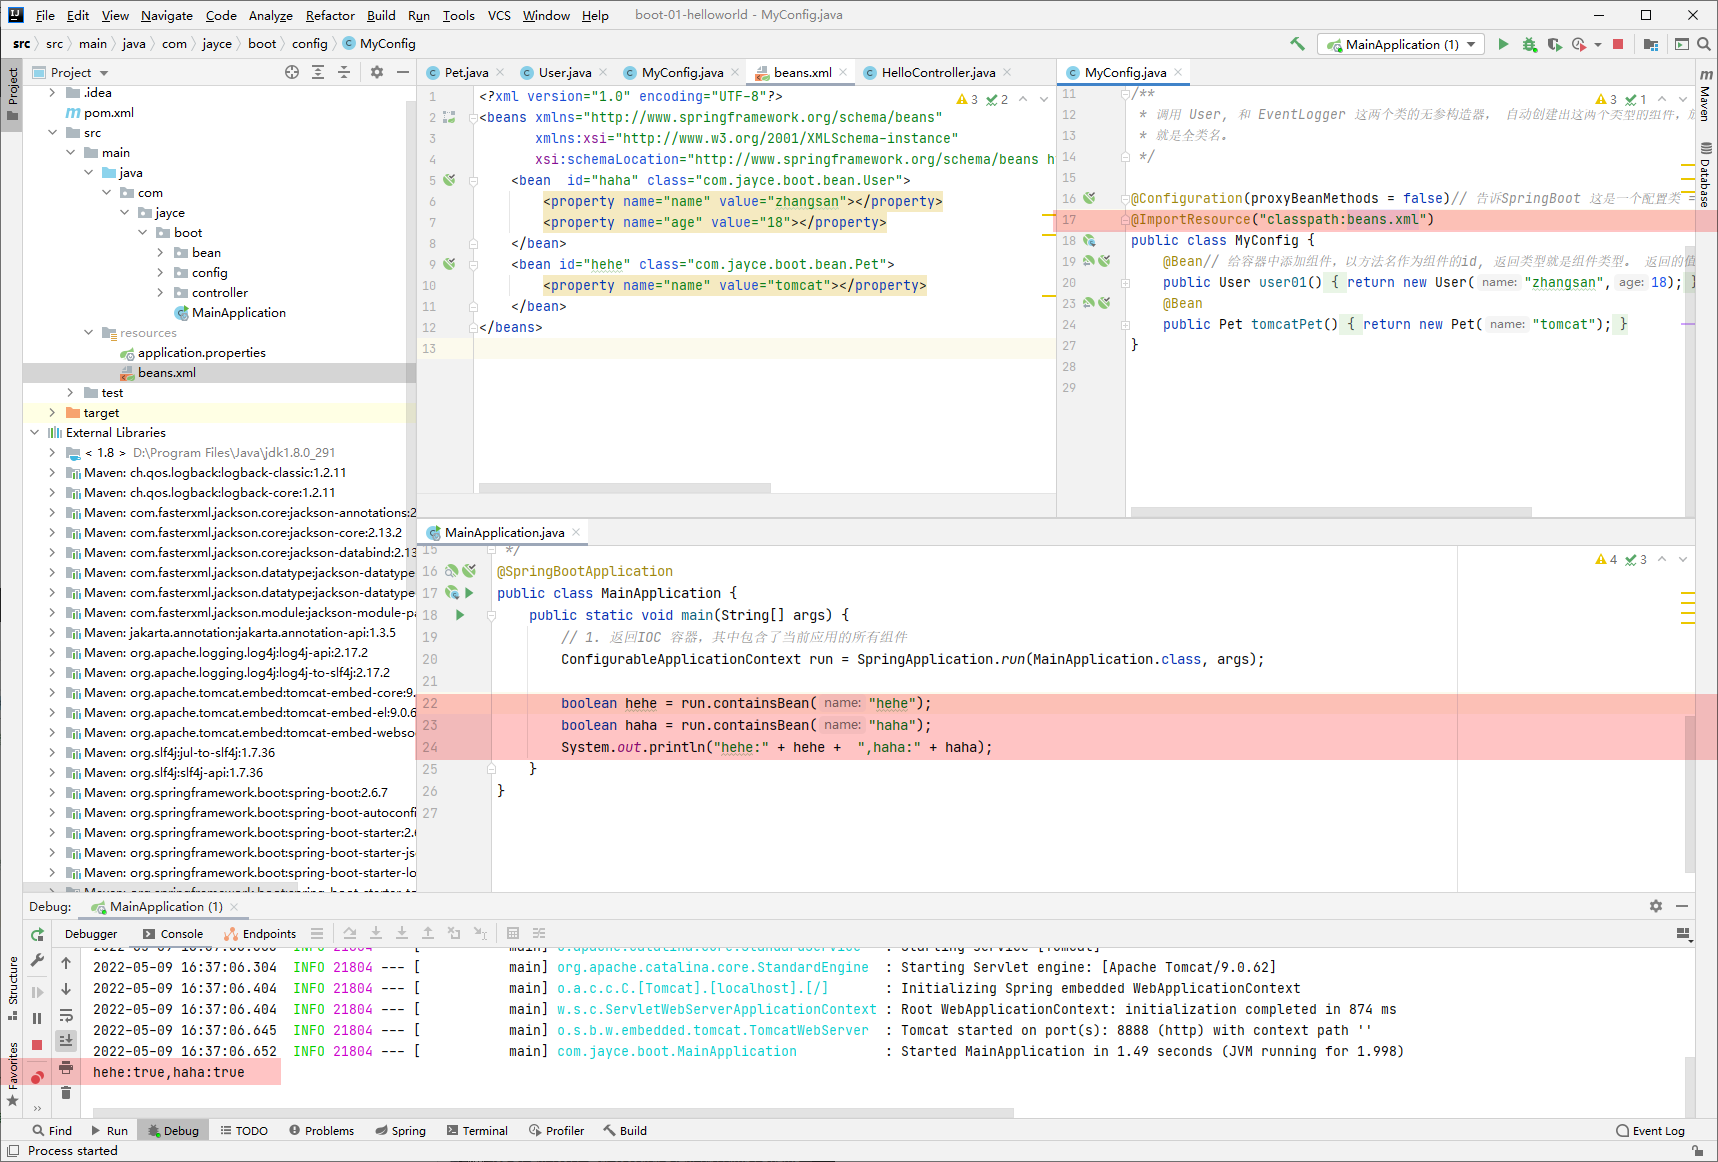 File Edit View Navigate Code Analyze Refactor Build Run Tools VCS Window Help boot-01-helloworld - MyConfig.java
src src main java com jayce boot config MyConfig MainApplication (1)
Project
Pet.java User.java MyConfig.java beans.xml HelloController.java
MyConfig.java
Project
Structure
Favorites
Maven
Database
.idea
pom.xml
src
main
java
com
jayce
boot
bean
config
controller
MainApplication
resources
application.properties
beans.xml
test
target
External Libraries
< 1.8 > D:\Program Files\Java\jdk1.8.0_291
Maven: ch.qos.logback:logback-classic:1.2.11
Maven: ch.qos.logback:logback-core:1.2.11
Maven: com.fasterxml.jackson.core:jackson-annotations:2
Maven: com.fasterxml.jackson.core:jackson-core:2.13.2
Maven: com.fasterxml.jackson.core:jackson-databind:2.13
Maven: com.fasterxml.jackson.datatype:jackson-datatype
Maven: com.fasterxml.jackson.datatype:jackson-datatype
Maven: com.fasterxml.jackson.module:jackson-module-pa
Maven: jakarta.annotation:jakarta.annotation-api:1.3.5
Maven: org.apache.logging.log4j:log4j-api:2.17.2
Maven: org.apache.logging.log4j:log4j-to-slf4j:2.17.2
Maven: org.apache.tomcat.embed:tomcat-embed-core:9.
Maven: org.apache.tomcat.embed:tomcat-embed-el:9.0.6
Maven: org.apache.tomcat.embed:tomcat-embed-webso
Maven: org.slf4j:jul-to-slf4j:1.7.36
Maven: org.slf4j:slf4j-api:1.7.36
Maven: org.springframework.boot:spring-boot:2.6.7
Maven: org.springframework.boot:spring-boot-autoconfi
Maven: org.springframework.boot:spring-boot-starter:2.6
Maven: org.springframework.boot:spring-boot-starter-js
Maven: org.springframework.boot:spring-boot-starter-lo
3 2
1 <?xml version="1.0" encoding="UTF-8"?>
2 <beans xmlns="http://www.springframework.org/schema/beans"
3 xmlns:xsi="http://www.w3.org/2001/XMLSchema-instance"
4 xsi:schemaLocation="http://www.springframework.org/schema/beans h
5 <bean  id="haha" class="com.jayce.boot.bean.User">
6 <property name="name" value="zhangsan"></property>
7 <property name="age" value="18"></property>
8 </bean>
9 <bean id="hehe" class="com.jayce.boot.bean.Pet">
10 <property name="name" value="tomcat"></property>
11 </bean>
12 </beans>
13
3 1
11 /**
12 * 调用 User, 和 EventLogger 这两个类的无参构造器, 自动创建出这两个类型的组件,
13 * 就是全类名。
14 */
15
16 @Configuration(proxyBeanMethods = false)// 告诉SpringBoot 这是一个配置类 =
17 @ImportResource("classpath:beans.xml")
18 public class MyConfig {
19 @Bean// 给容器中添加组件, 以方法名作为组件的id, 返回类型就是组件类型。 返回的值
20 public User user01() { return new User( name: "zhangsan", age: 18); }
23 @Bean
24 public Pet tomcatPet() { return new Pet( name: "tomcat"); }
27 }
28
29
MainApplication.java
4 3
15 */
16 @SpringBootApplication
17 public class MainApplication {
18 public static void main(String[] args) {
19 // 1. 返回IOC 容器, 其中包含了当前应用的所有组件
20 ConfigurableApplicationContext run = SpringApplication.run(MainApplication.class, args);
21
22 boolean hehe = run.containsBean( name: "hehe");
23 boolean haha = run.containsBean( name: "haha");
24 System.out.println("hehe:" + hehe +  ",haha:" + haha);
25 }
26 }
27
Debug: MainApplication (1)
Debugger Console Endpoints
2022-05-09 16:37:06.304  INFO 21804 --- [           main] org.apache.catalina.core.StandardEngine  : Starting Servlet engine: [Apache Tomcat/9.0.62]
2022-05-09 16:37:06.404  INFO 21804 --- [           main] o.a.c.c.C.[Tomcat].[localhost].[/]       : Initializing Spring embedded WebApplicationContext
2022-05-09 16:37:06.404  INFO 21804 --- [           main] w.s.c.ServletWebServerApplicationContext : Root WebApplicationContext: initialization completed in 874 ms
2022-05-09 16:37:06.645  INFO 21804 --- [           main] o.s.b.w.embedded.tomcat.TomcatWebServer  : Tomcat started on port(s): 8888 (http) with context path ''
2022-05-09 16:37:06.652  INFO 21804 --- [           main] com.jayce.boot.MainApplication           : Started MainApplication in 1.49 seconds (JVM running for 1.998)
hehe:true,haha:true
Find Run Debug TODO Problems Spring Terminal Profiler Build Event Log
Process started